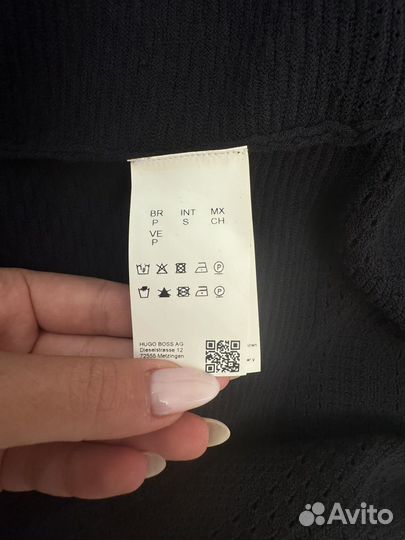 BR INT MX
P S CH
VE
P
HUGO BOSS AG
Dieselstrasse 12
72555 Metzingen
Avito